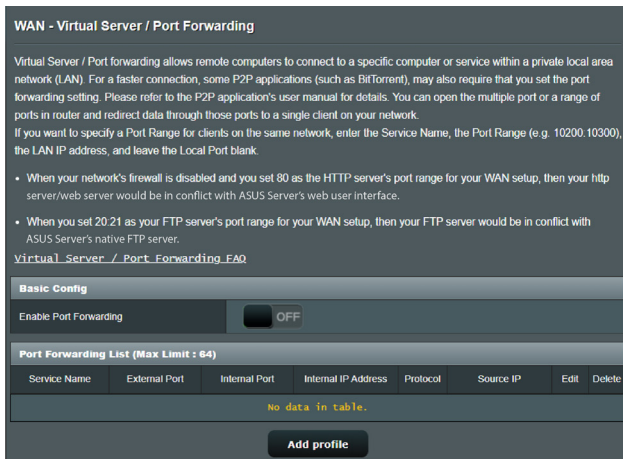 WAN - Virtual Server / Port Forwarding
Virtual Server / Port forwarding allows remote computers to connect to a specific computer or service within a private local area
network (LAN). For a faster connection, some P2P applications (such as BitTorrent), may also require that you set the port
forwarding setting. Please refer to the P2P application's user manual for details. You can open the multiple port or a range of
ports in router and redirect data through those ports to a single client on your network.
If you want to specify a Port Range for clients on the same network, enter the Service Name, the Port Range (e.g. 10200:10300),
the LAN IP address, and leave the Local Port blank.
• When your network's firewall is disabled and you set 80 as the HTTP server's port range for your WAN setup, then your http
server/web server would be in conflict with ASUS Server's web user interface.
• When you set 20:21 as your FTP server's port range for your WAN setup, then your FTP server would be in conflict with
ASUS Server's native FTP server.
Virtual Server / Port Forwarding FAQ
Basic Config
Enable Port Forwarding OFF
Port Forwarding List (Max Limit : 64)
Service Name External Port Internal Port Internal IP Address Protocol Source IP Edit Delete
No data in table.
Add profile